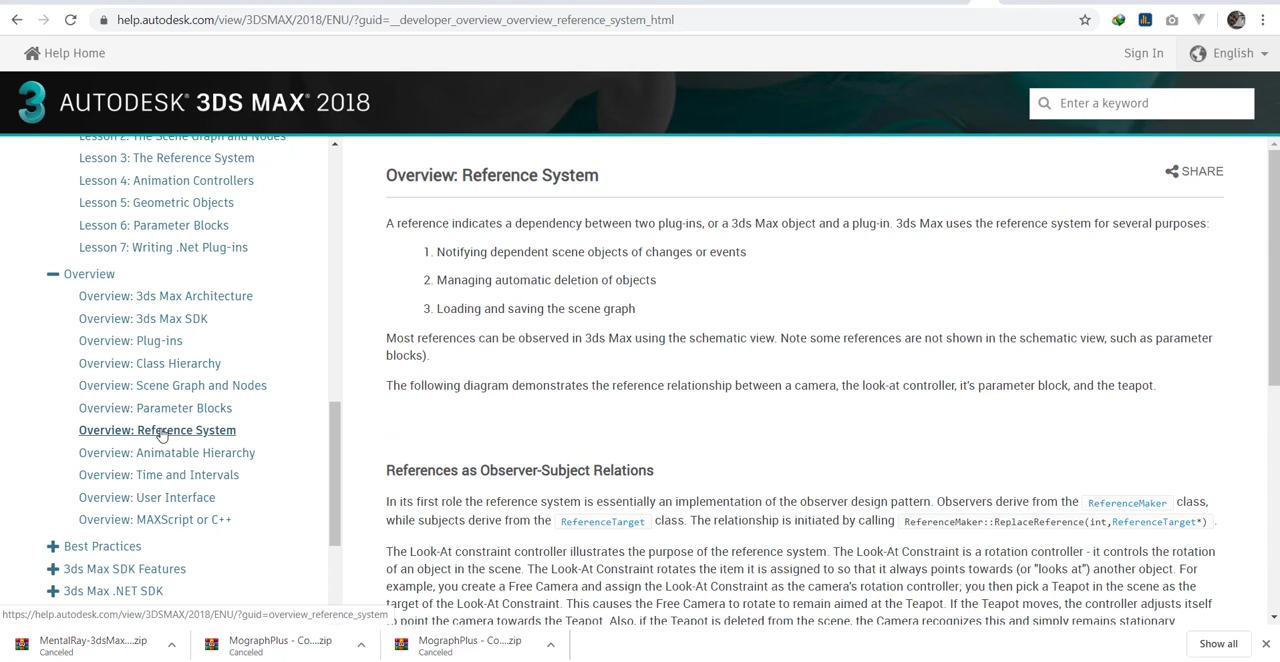 help.autodesk.com/view/3DSMAX/2018/ENU/?guid=__developer_overview_overview_reference_system_html
Help Home
Sign In
English
3 AUTODESK® 3DS MAX® 2018
Enter a keyword
Lesson 2: The Scene Graph and Nodes
Lesson 3: The Reference System
Lesson 4: Animation Controllers
Lesson 5: Geometric Objects
Lesson 6: Parameter Blocks
Lesson 7: Writing .Net Plug-ins
Overview
Overview: 3ds Max Architecture
Overview: 3ds Max SDK
Overview: Plug-ins
Overview: Class Hierarchy
Overview: Scene Graph and Nodes
Overview: Parameter Blocks
Overview: Reference System
Overview: Animatable Hierarchy
Overview: Time and Intervals
Overview: User Interface
Overview: MAXScript or C++
Best Practices
3ds Max SDK Features
3ds Max .NET SDK
Overview: Reference System
SHARE
A reference indicates a dependency between two plug-ins, or a 3ds Max object and a plug-in. 3ds Max uses the reference system for several purposes:
1. Notifying dependent scene objects of changes or events
2. Managing automatic deletion of objects
3. Loading and saving the scene graph
Most references can be observed in 3ds Max using the schematic view. Note some references are not shown in the schematic view, such as parameter
blocks).
The following diagram demonstrates the reference relationship between a camera, the look-at controller, it's parameter block, and the teapot.
References as Observer-Subject Relations
In its first role the reference system is essentially an implementation of the observer design pattern. Observers derive from the ReferenceMaker class,
while subjects derive from the ReferenceTarget class. The relationship is initiated by calling ReferenceMaker::ReplaceReference(int,ReferenceTarget*) .
The Look-At constraint controller illustrates the purpose of the reference system. The Look-At Constraint is a rotation controller - it controls the rotation
of an object in the scene. The Look-At Constraint rotates the item it is assigned to so that it always points towards (or "looks at") another object. For
example, you create a Free Camera and assign the Look-At Constraint as the camera's rotation controller; you then pick a Teapot in the scene as the
target of the Look-At Constraint. This causes the Free Camera to rotate to remain aimed at the Teapot. If the Teapot moves, the controller adjusts itself
to point the camera towards the Teapot. Also, if the Teapot is deleted from the scene, the Camera recognizes this and simply remains stationary
https://help.autodesk.com/view/3DSMAX/2018/ENU/?guid=overview_reference_system
MentalRay-3dsMax....zip
Canceled
MographPlus - Co....zip
Canceled
MographPlus - Co....zip
Canceled
Show all